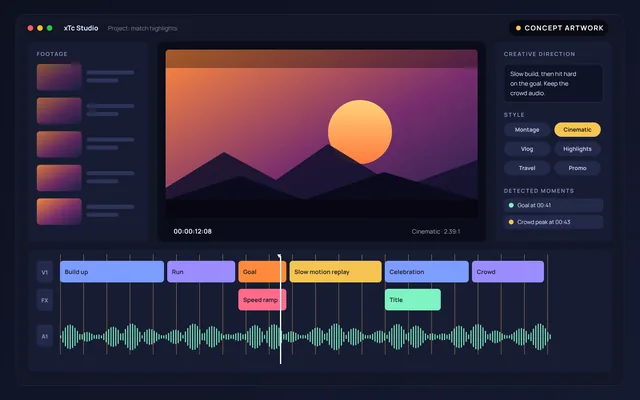 xTc Studio
Project: match highlights
CONCEPT ARTWORK
FOOTAGE
00:00:12:08
Cinematic 2.39:1
CREATIVE DIRECTION
Slow build, then hit hard
on the goal. Keep the
crowd audio.
STYLE
Montage
Cinematic
Vlog
Highlights
Travel
Promo
DETECTED MOMENTS
Goal at 00:41
Crowd peak at 00:43
V1
Build up
Run
Goal
Slow motion replay
Celebration
Crowd
FX
Speed ramp
Title
A1